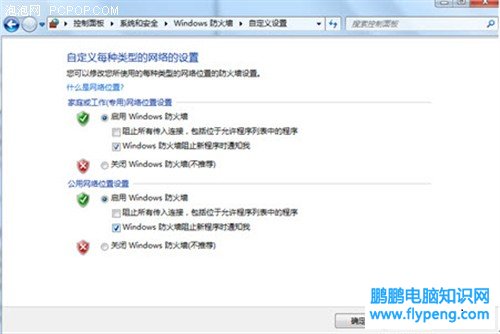 泡泡网 PCPOP.COM
控制面板 ▸ 系统和安全 ▸ Windows 防火墙 ▸ 自定义设置
搜索控制面板
自定义每种类型的网络的设置
您可以修改您所使用的每种类型的网络位置的防火墙设置。
什么是网络位置?
家庭或工作(专用)网络位置设置
启用 Windows 防火墙
阻止所有传入连接，包括位于允许程序列表中的程序
Windows 防火墙阻止新程序时通知我
关闭 Windows 防火墙(不推荐)
公用网络位置设置
启用 Windows 防火墙
阻止所有传入连接，包括位于允许程序列表中的程序
Windows 防火墙阻止新程序时通知我
关闭 Windows 防火墙(不推荐)
确定
鹏鹏电脑知识网
www.flypeng.com